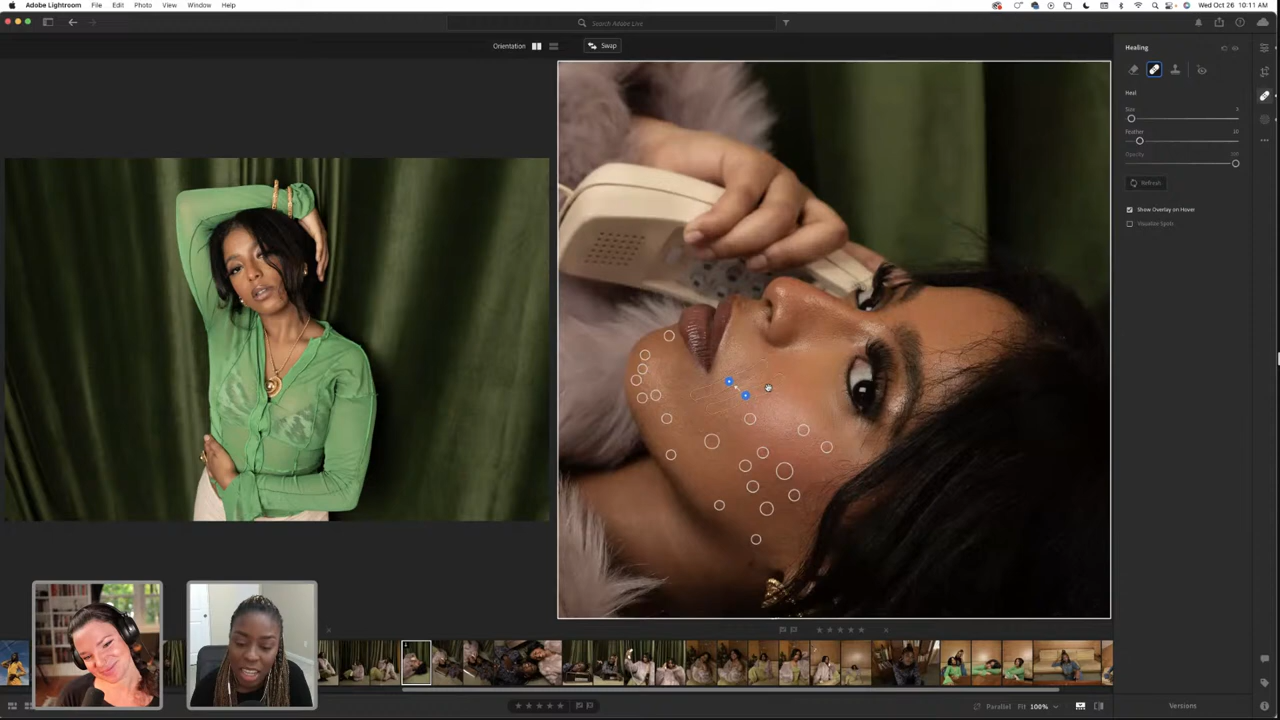 Adobe Lightroom File Edit Photo View Window Help
Wed Oct 26 10:11 AM
Search Adobe Live
Orientation
Swap
Healing
Heal
Size
Feather
Opacity
Refresh
Show Overlay on Hover
Visualize Spots
Parallel Fit 100%
Versions